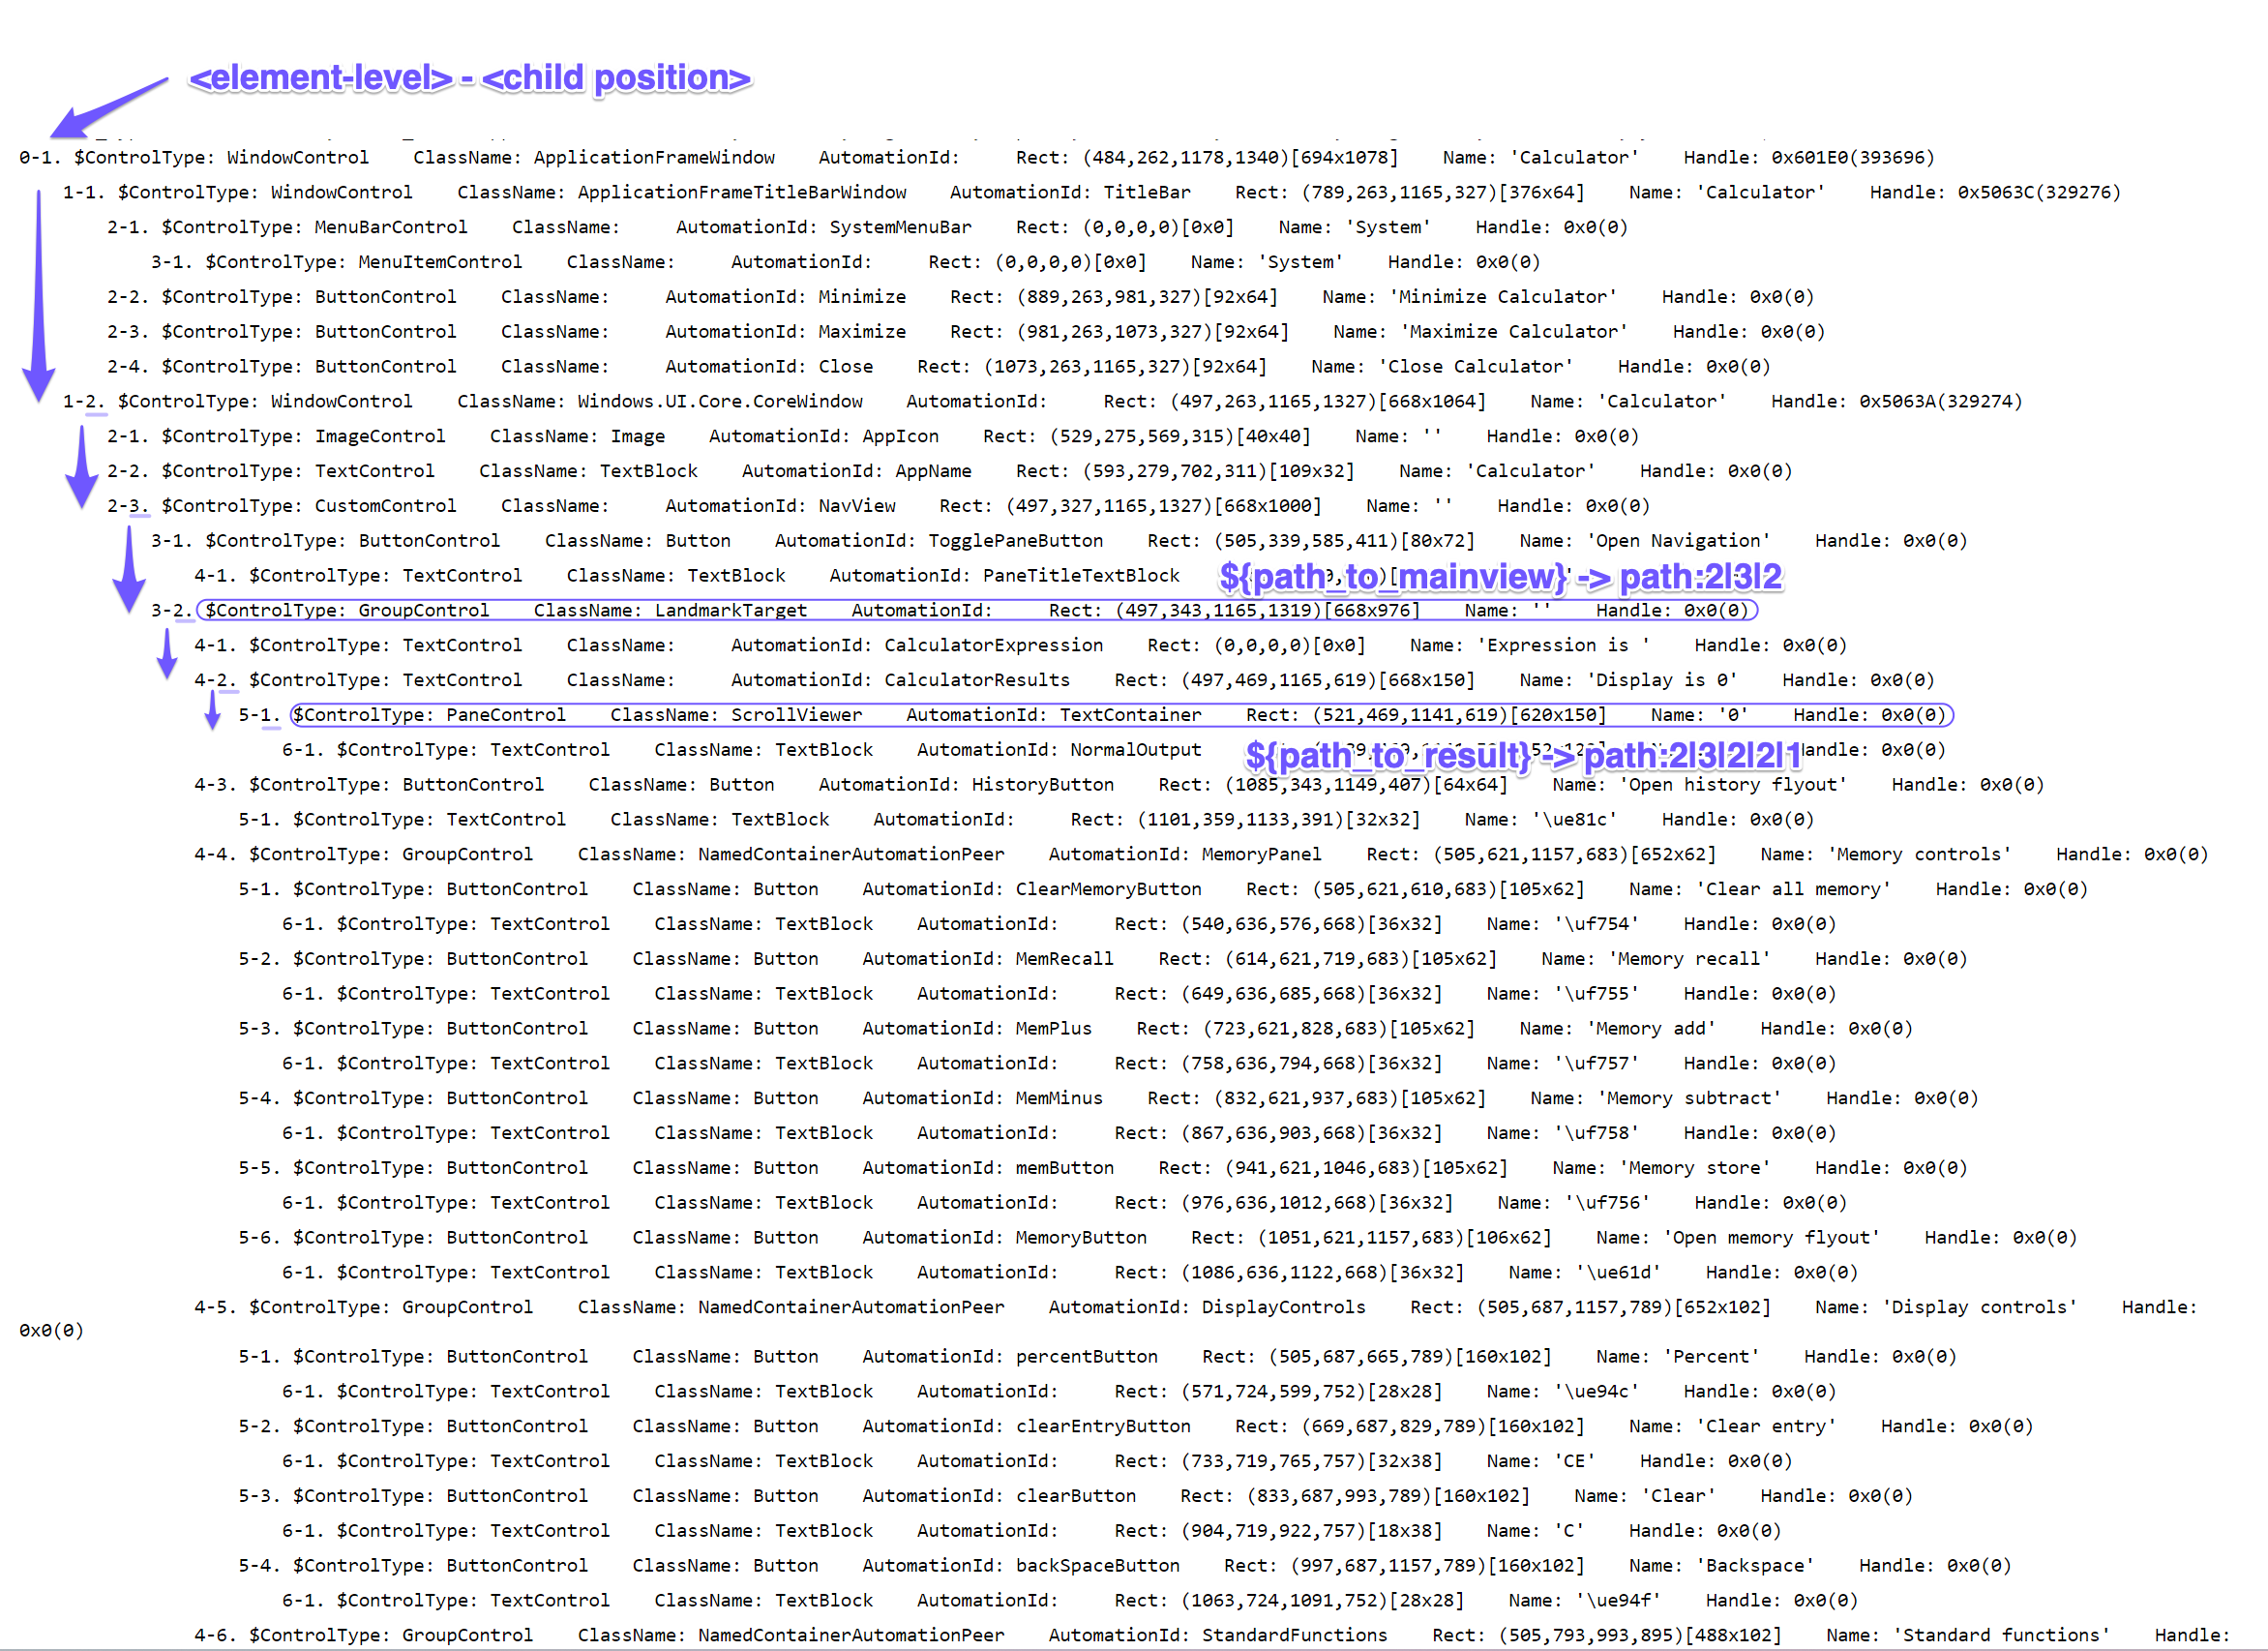 <element-level> - <child position>
0-1. $ControlType: WindowControl    ClassName: ApplicationFrameWindow    AutomationId:     Rect: (484,262,1178,1340)[694x1078]    Name: 'Calculator'    Handle: 0x601E0(393696)
1-1. $ControlType: WindowControl    ClassName: ApplicationFrameTitleBarWindow    AutomationId: TitleBar    Rect: (789,263,1165,327)[376x64]    Name: 'Calculator'    Handle: 0x5063C(329276)
2-1. $ControlType: MenuBarControl    ClassName:     AutomationId: SystemMenuBar    Rect: (0,0,0,0)[0x0]    Name: 'System'    Handle: 0x0(0)
3-1. $ControlType: MenuItemControl    ClassName:     AutomationId:     Rect: (0,0,0,0)[0x0]    Name: 'System'    Handle: 0x0(0)
2-2. $ControlType: ButtonControl    ClassName:     AutomationId: Minimize    Rect: (889,263,981,327)[92x64]    Name: 'Minimize Calculator'    Handle: 0x0(0)
2-3. $ControlType: ButtonControl    ClassName:     AutomationId: Maximize    Rect: (981,263,1073,327)[92x64]    Name: 'Maximize Calculator'    Handle: 0x0(0)
2-4. $ControlType: ButtonControl    ClassName:     AutomationId: Close    Rect: (1073,263,1165,327)[92x64]    Name: 'Close Calculator'    Handle: 0x0(0)
1-2. $ControlType: WindowControl    ClassName: Windows.UI.Core.CoreWindow    AutomationId:     Rect: (497,263,1165,1327)[668x1064]    Name: 'Calculator'    Handle: 0x5063A(329274)
2-1. $ControlType: ImageControl    ClassName: Image    AutomationId: AppIcon    Rect: (529,275,569,315)[40x40]    Name: ''    Handle: 0x0(0)
2-2. $ControlType: TextControl    ClassName: TextBlock    AutomationId: AppName    Rect: (593,279,702,311)[109x32]    Name: 'Calculator'    Handle: 0x0(0)
2-3. $ControlType: CustomControl    ClassName:     AutomationId: NavView    Rect: (497,327,1165,1327)[668x1000]    Name: ''    Handle: 0x0(0)
3-1. $ControlType: ButtonControl    ClassName: Button    AutomationId: TogglePaneButton    Rect: (505,339,585,411)[80x72]    Name: 'Open Navigation'    Handle: 0x0(0)
4-1. $ControlType: TextControl    ClassName: TextBlock    AutomationId: PaneTitleTextBlock
${path_to_mainview} -> path:2|3|2
3-2. $ControlType: GroupControl    ClassName: LandmarkTarget    AutomationId:     Rect: (497,343,1165,1319)[668x976]    Name: ''    Handle: 0x0(0)
4-1. $ControlType: TextControl    ClassName:     AutomationId: CalculatorExpression    Rect: (0,0,0,0)[0x0]    Name: 'Expression is '    Handle: 0x0(0)
4-2. $ControlType: TextControl    ClassName:     AutomationId: CalculatorResults    Rect: (497,469,1165,619)[668x150]    Name: 'Display is 0'    Handle: 0x0(0)
5-1. $ControlType: PaneControl    ClassName: ScrollViewer    AutomationId: TextContainer    Rect: (521,469,1141,619)[620x150]    Name: '0'    Handle: 0x0(0)
6-1. $ControlType: TextControl    ClassName: TextBlock    AutomationId: NormalOutput    Handle: 0x0(0)
${path_to_result} -> path:2|3|2|2|1
4-3. $ControlType: ButtonControl    ClassName: Button    AutomationId: HistoryButton    Rect: (1085,343,1149,407)[64x64]    Name: 'Open history flyout'    Handle: 0x0(0)
5-1. $ControlType: TextControl    ClassName: TextBlock    AutomationId:     Rect: (1101,359,1133,391)[32x32]    Name: '\ue81c'    Handle: 0x0(0)
4-4. $ControlType: GroupControl    ClassName: NamedContainerAutomationPeer    AutomationId: MemoryPanel    Rect: (505,621,1157,683)[652x62]    Name: 'Memory controls'    Handle: 0x0(0)
5-1. $ControlType: ButtonControl    ClassName: Button    AutomationId: ClearMemoryButton    Rect: (505,621,610,683)[105x62]    Name: 'Clear all memory'    Handle: 0x0(0)
6-1. $ControlType: TextControl    ClassName: TextBlock    AutomationId:     Rect: (540,636,576,668)[36x32]    Name: '\uf754'    Handle: 0x0(0)
5-2. $ControlType: ButtonControl    ClassName: Button    AutomationId: MemRecall    Rect: (614,621,719,683)[105x62]    Name: 'Memory recall'    Handle: 0x0(0)
6-1. $ControlType: TextControl    ClassName: TextBlock    AutomationId:     Rect: (649,636,685,668)[36x32]    Name: '\uf755'    Handle: 0x0(0)
5-3. $ControlType: ButtonControl    ClassName: Button    AutomationId: MemPlus    Rect: (723,621,828,683)[105x62]    Name: 'Memory add'    Handle: 0x0(0)
6-1. $ControlType: TextControl    ClassName: TextBlock    AutomationId:     Rect: (758,636,794,668)[36x32]    Name: '\uf757'    Handle: 0x0(0)
5-4. $ControlType: ButtonControl    ClassName: Button    AutomationId: MemMinus    Rect: (832,621,937,683)[105x62]    Name: 'Memory subtract'    Handle: 0x0(0)
6-1. $ControlType: TextControl    ClassName: TextBlock    AutomationId:     Rect: (867,636,903,668)[36x32]    Name: '\uf758'    Handle: 0x0(0)
5-5. $ControlType: ButtonControl    ClassName: Button    AutomationId: memButton    Rect: (941,621,1046,683)[105x62]    Name: 'Memory store'    Handle: 0x0(0)
6-1. $ControlType: TextControl    ClassName: TextBlock    AutomationId:     Rect: (976,636,1012,668)[36x32]    Name: '\uf756'    Handle: 0x0(0)
5-6. $ControlType: ButtonControl    ClassName: Button    AutomationId: MemoryButton    Rect: (1051,621,1157,683)[106x62]    Name: 'Open memory flyout'    Handle: 0x0(0)
6-1. $ControlType: TextControl    ClassName: TextBlock    AutomationId:     Rect: (1086,636,1122,668)[36x32]    Name: '\ue61d'    Handle: 0x0(0)
4-5. $ControlType: GroupControl    ClassName: NamedContainerAutomationPeer    AutomationId: DisplayControls    Rect: (505,687,1157,789)[652x102]    Name: 'Display controls'    Handle:
0x0(0)
5-1. $ControlType: ButtonControl    ClassName: Button    AutomationId: percentButton    Rect: (505,687,665,789)[160x102]    Name: 'Percent'    Handle: 0x0(0)
6-1. $ControlType: TextControl    ClassName: TextBlock    AutomationId:     Rect: (571,724,599,752)[28x28]    Name: '\ue94c'    Handle: 0x0(0)
5-2. $ControlType: ButtonControl    ClassName: Button    AutomationId: clearEntryButton    Rect: (669,687,829,789)[160x102]    Name: 'Clear entry'    Handle: 0x0(0)
6-1. $ControlType: TextControl    ClassName: TextBlock    AutomationId:     Rect: (733,719,765,757)[32x38]    Name: 'CE'    Handle: 0x0(0)
5-3. $ControlType: ButtonControl    ClassName: Button    AutomationId: clearButton    Rect: (833,687,993,789)[160x102]    Name: 'Clear'    Handle: 0x0(0)
6-1. $ControlType: TextControl    ClassName: TextBlock    AutomationId:     Rect: (904,719,922,757)[18x38]    Name: 'C'    Handle: 0x0(0)
5-4. $ControlType: ButtonControl    ClassName: Button    AutomationId: backSpaceButton    Rect: (997,687,1157,789)[160x102]    Name: 'Backspace'    Handle: 0x0(0)
6-1. $ControlType: TextControl    ClassName: TextBlock    AutomationId:     Rect: (1063,724,1091,752)[28x28]    Name: '\ue94f'    Handle: 0x0(0)
4-6. $ControlType: GroupControl    ClassName: NamedContainerAutomationPeer    AutomationId: StandardFunctions    Rect: (505,793,993,895)[488x102]    Name: 'Standard functions'    Handle: